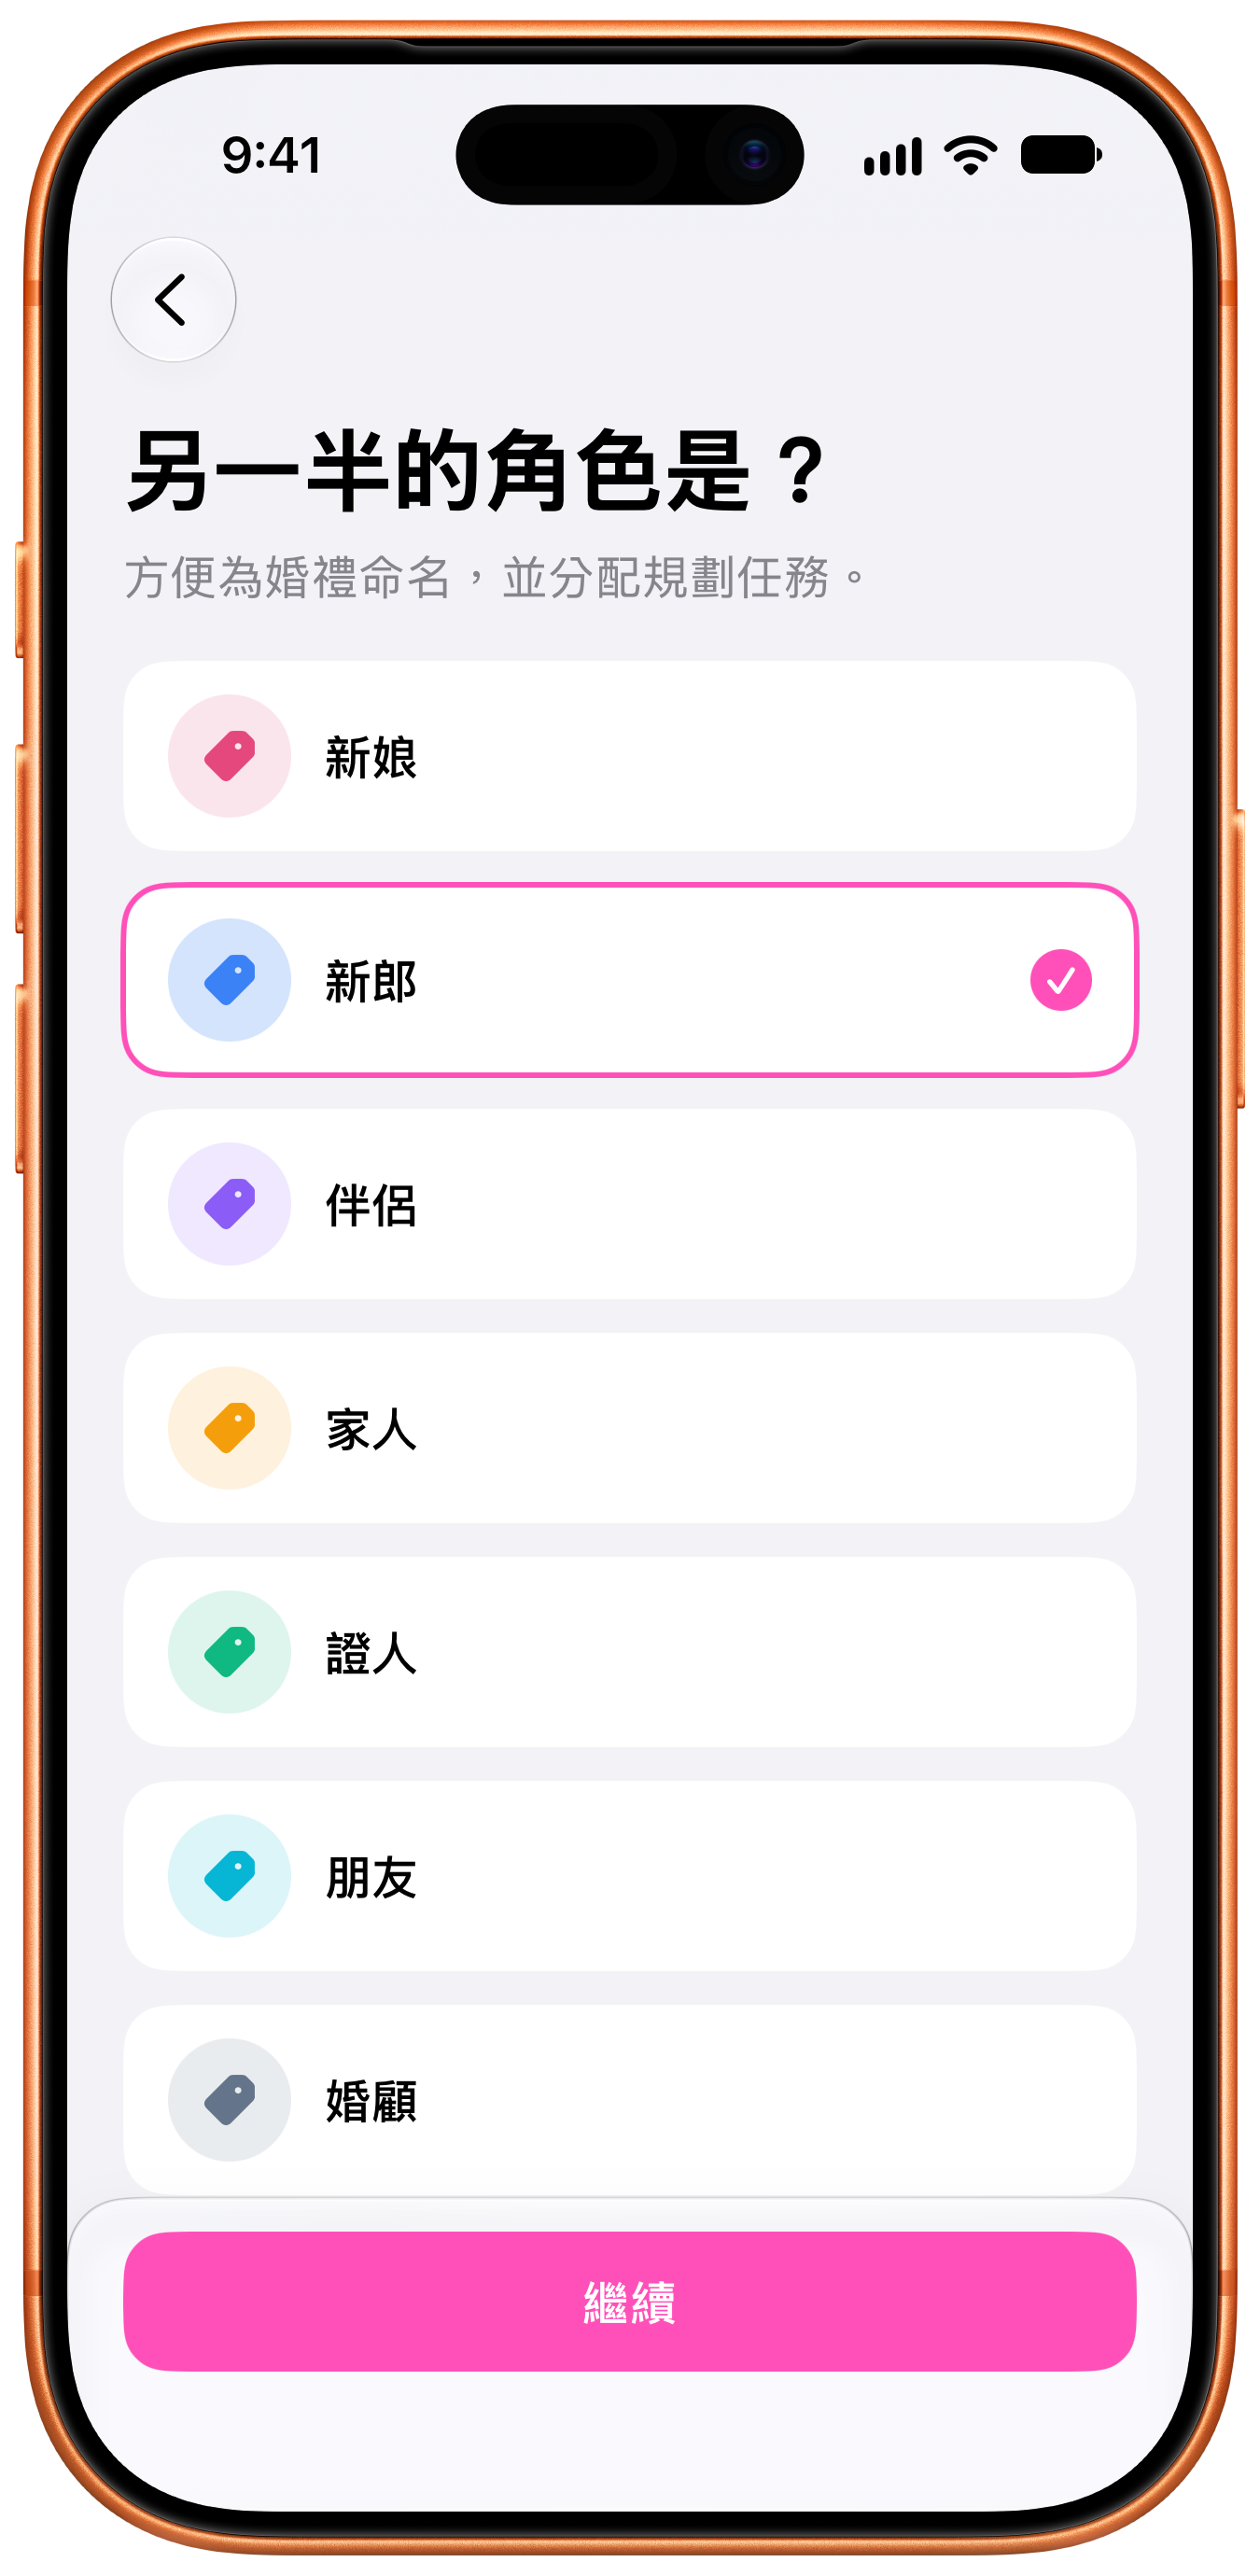 9:41
另一半的角色是？
方便為婚禮命名，並分配規劃任務。
新娘
新郎
伴侶
家人
證人
朋友
婚顧
繼續